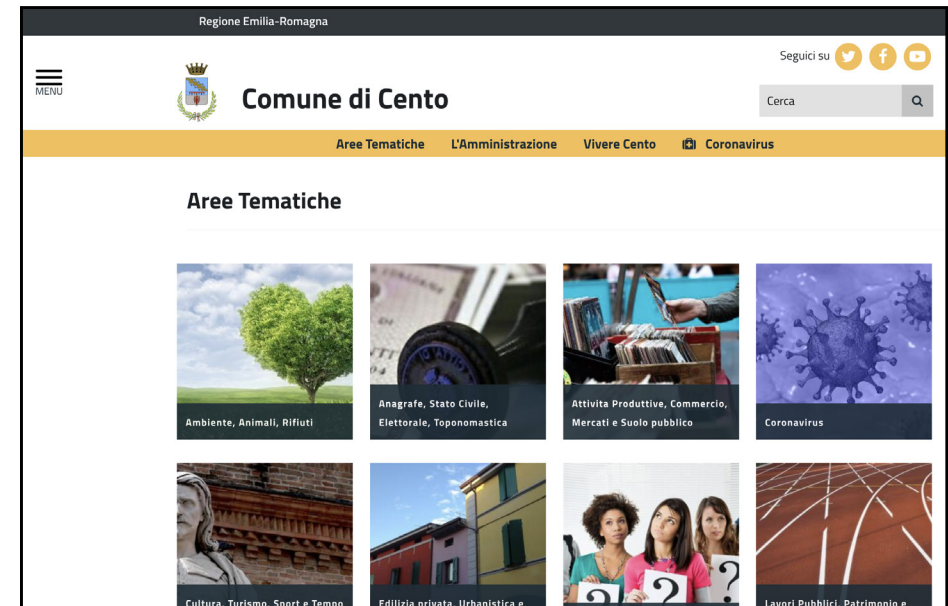 Regione Emilia-Romagna
Seguici su
MENU
Comune di Cento
Cerca
Aree Tematiche L'Amministrazione Vivere Cento Coronavirus
Aree Tematiche
Ambiente, Animali, Rifiuti
Anagrafe, Stato Civile,
Elettorale, Toponomastica
Attivita Produttive, Commercio,
Mercati e Suolo pubblico
Coronavirus
Cultura, Turismo, Sport e Tempo
Edilizia privata, Urbanistica e
? ? ?
Lavori Pubblici, Patrimonio e